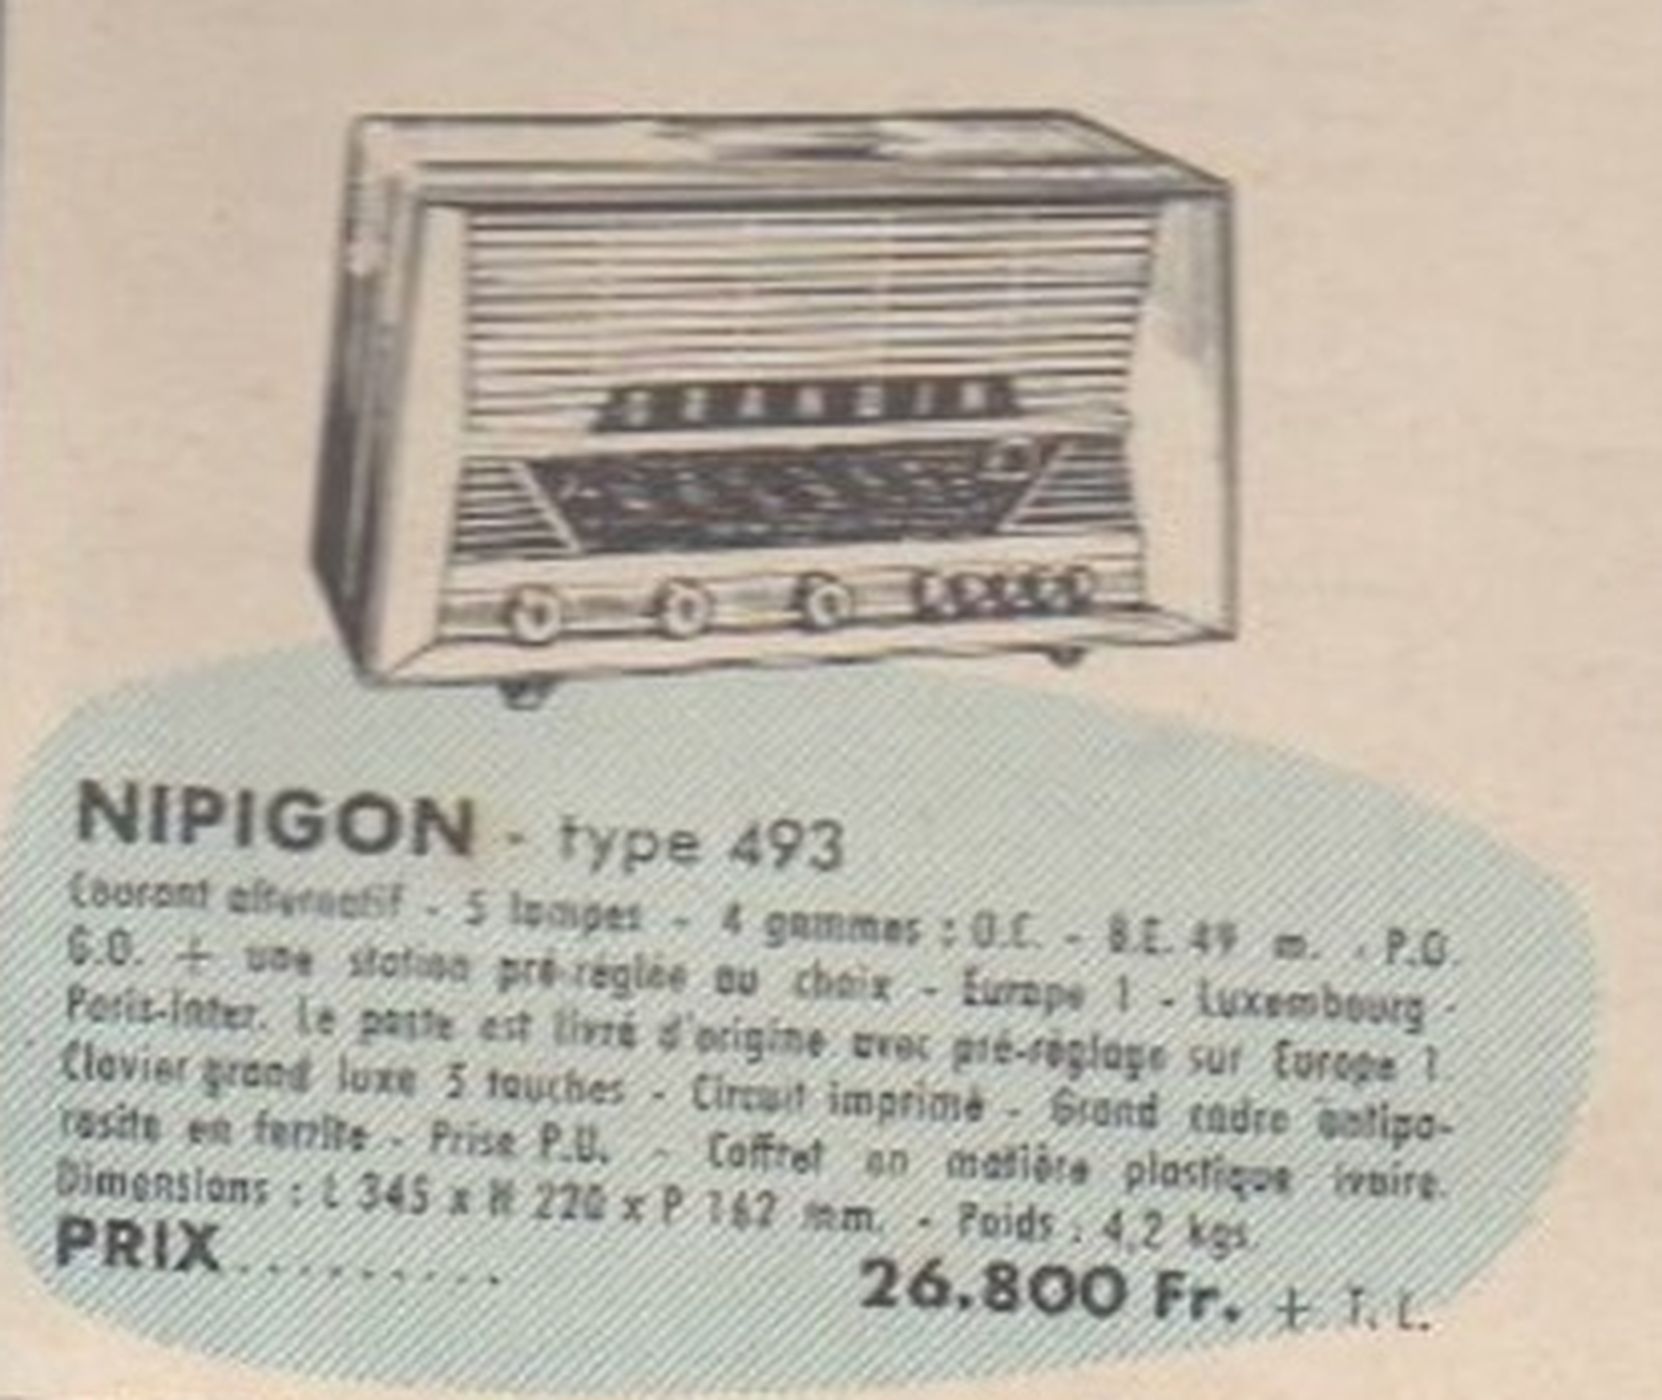 GRANDIN
NIPIGON - type 493
Courant alternatif - 5 lampes - 4 gammes : O.C. - B.E. 49 m. - P.O.
G.O. + une station pré-réglée au choix - Europe 1 - Luxembourg -
Paris-Inter. Le poste est livré d'origine avec pré-réglage sur Europe 1.
Clavier grand luxe 5 touches - Circuit imprimé - Grand cadre antipa-
rasite en ferrite - Prise P.U. - Coffret en matière plastique ivoire.
Dimensions : L 345 x H 220 x P 162 mm. - Poids : 4,2 kgs.
PRIX.......... 26.800 Fr. + T. L.